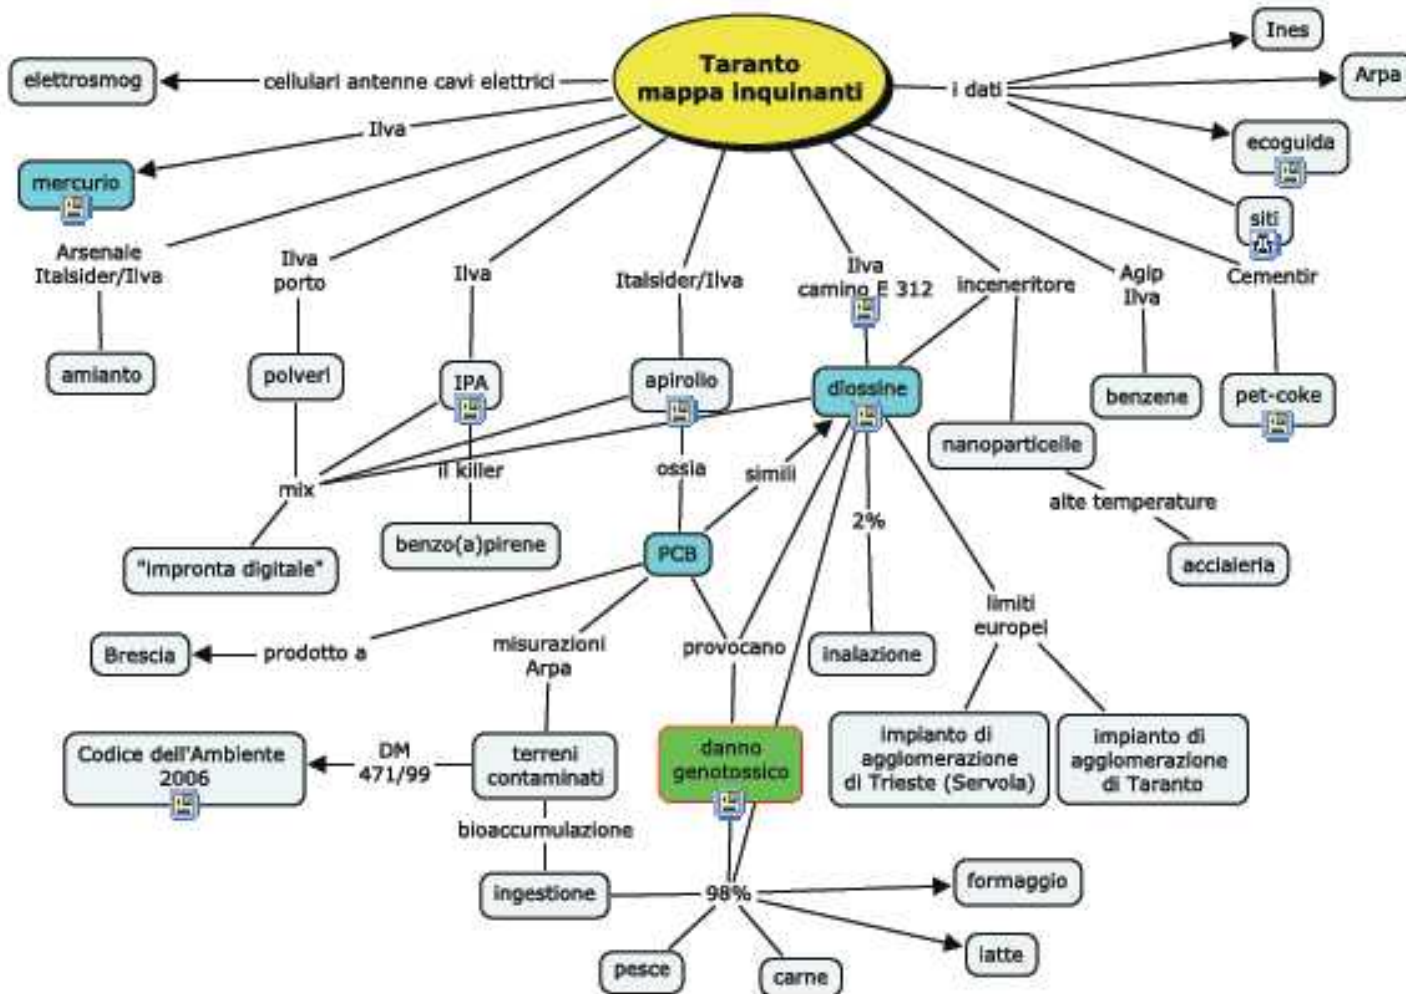 Taranto
mappa inquinanti
Ines
elettrosmog
cellulari antenne cavi elettrici
i dati
Arpa
Ilva
ecoguida
mercurio
siti
Arsenale
Italsider/Ilva
Ilva
porto
Ilva
Italsider/Ilva
Ilva
camino E 312
inceneritore
Agip
Ilva
Cementir
amianto
polveri
IPA
apirolio
diossine
benzene
pet-coke
nanoparticelle
mix
il killer
ossia
simili
2%
alte temperature
"impronta digitale"
benzo(a)pirene
PCB
acciaieria
limiti
europei
Brescia
prodotto a
misurazioni
Arpa
provocano
inalazione
Codice dell'Ambiente
2006
DM
471/99
terreni
contaminati
danno
genotossico
impianto di
agglomerazione
di Trieste (Servola)
impianto di
agglomerazione
di Taranto
bioaccumulazione
ingestione
98%
formaggio
latte
pesce
carne